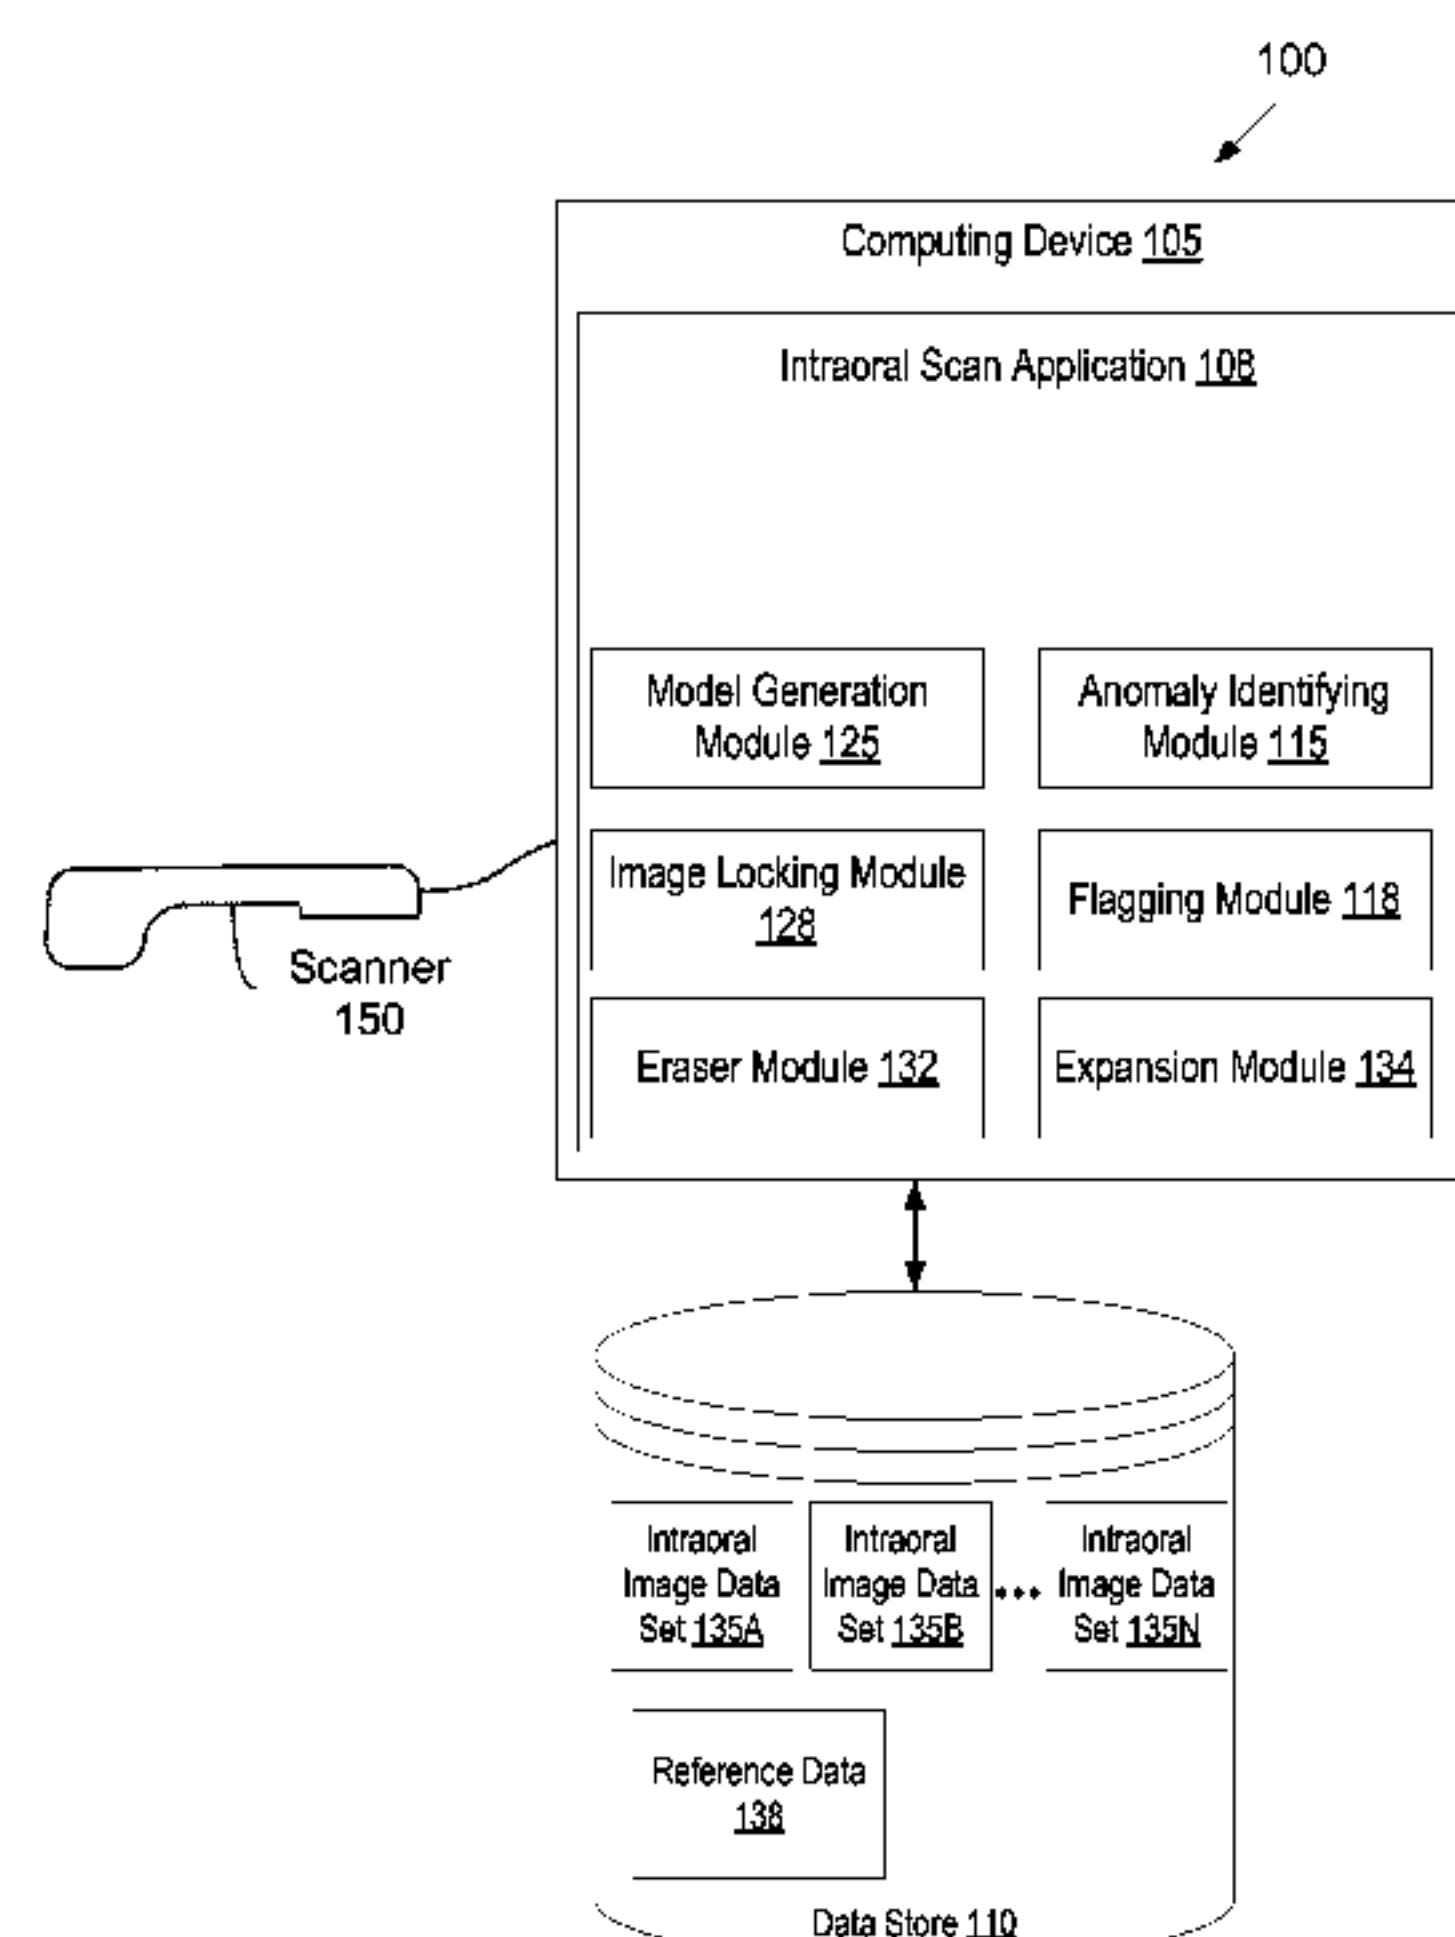 100
Computing Device 105
Intraoral Scan Application 108
Model Generation
Module 125
Anomaly Identifying
Module 115
Image Locking Module
128
Flagging Module 118
Scanner
150
Eraser Module 132
Expansion Module 134
Intraoral
Image Data
Set 135A
Intraoral
Image Data
Set 135B
•••
Intraoral
Image Data
Set 135N
Reference Data
138
Data Store 110